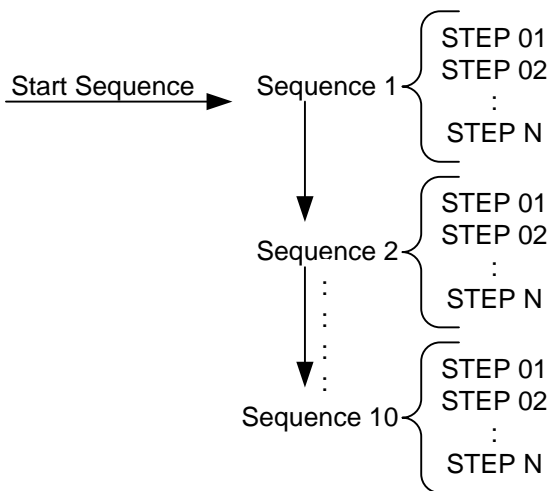 STEP 01
STEP 02
:
STEP N
Start Sequence
Sequence 1
STEP 01
STEP 02
:
STEP N
Sequence 2
:
:
:
:
STEP 01
STEP 02
:
STEP N
Sequence 10